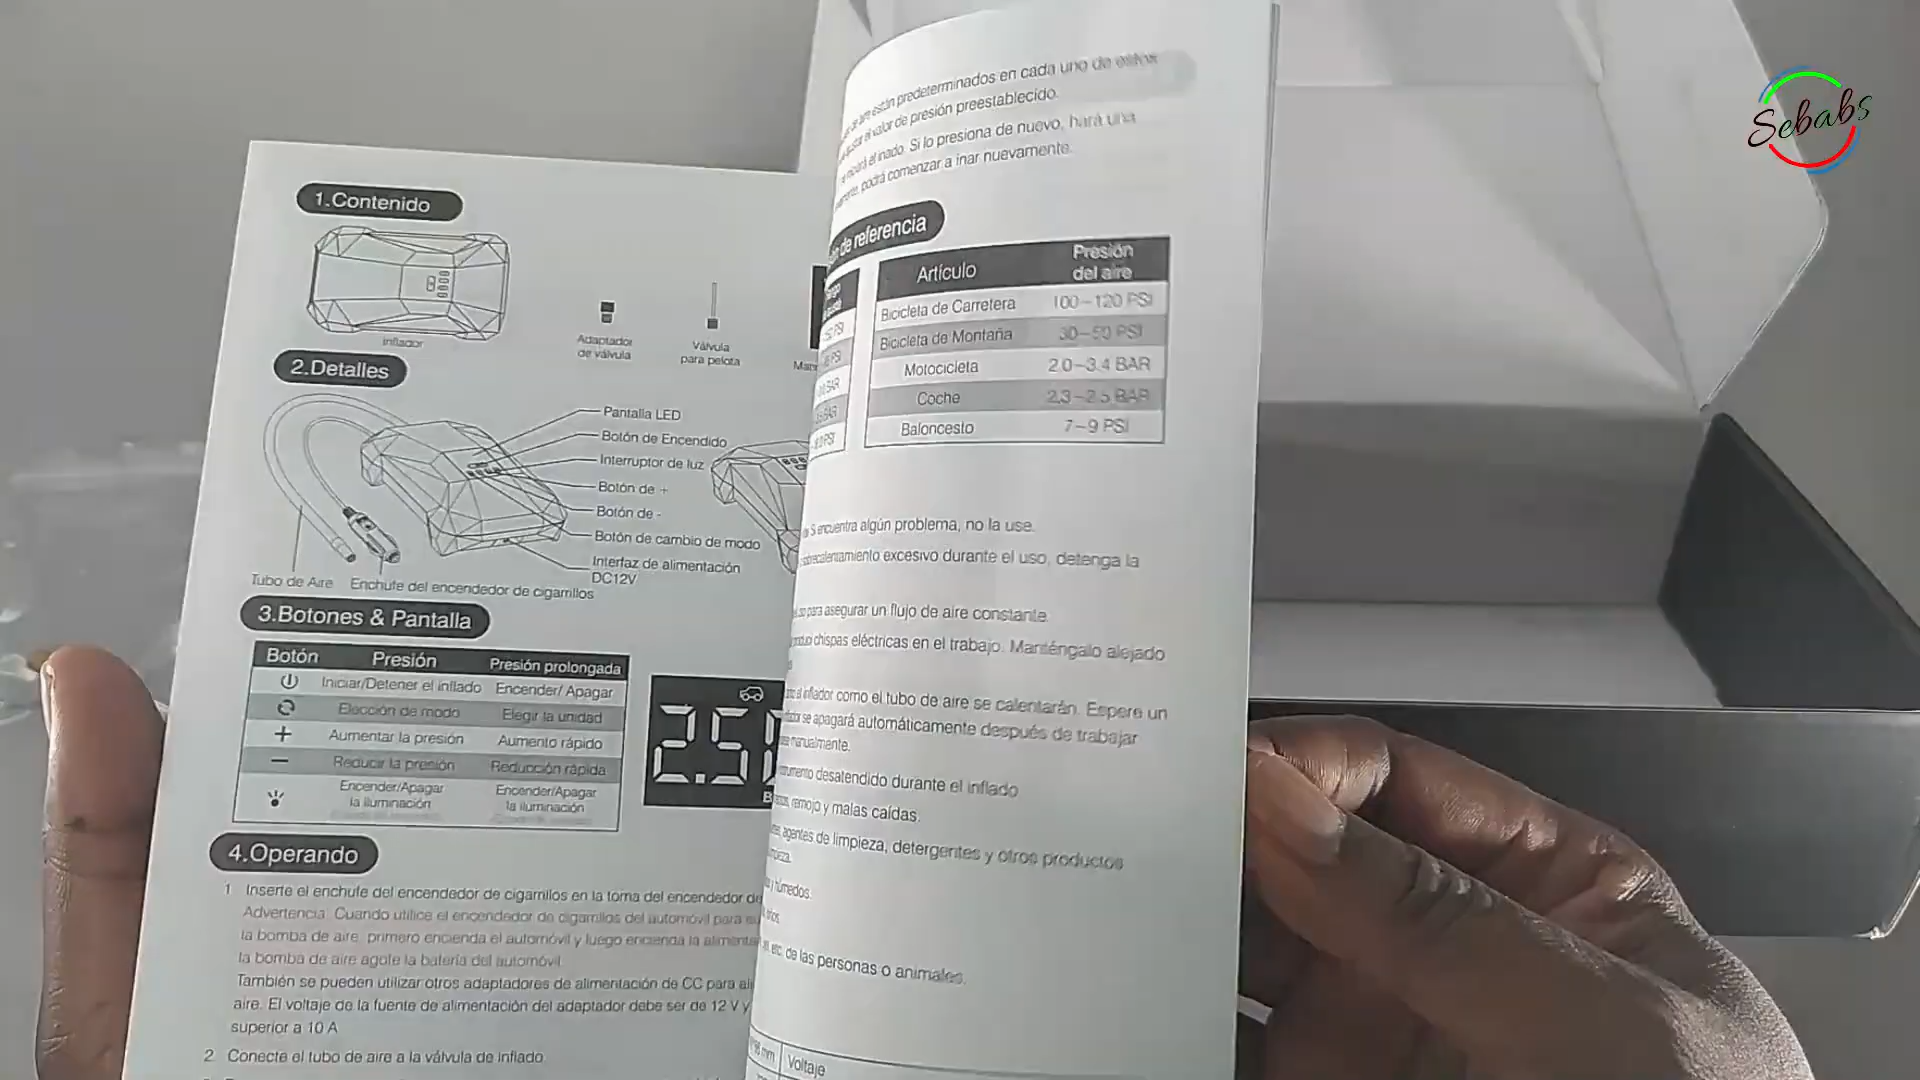 Sebabs
1.Contenido
Inflador
Adaptador
de válvula
Válvula
para pelota
2.Detalles
Pantalla LED
Botón de Encendido
Interruptor de luz
Botón de +
Botón de -
Botón de cambio de modo
Interfaz de alimentación
DC12V
Tubo de Aire
Enchufe del encendedor de cigarrillos
3.Botones & Pantalla
Botón Presión Presión prolongada
Iniciar/Detener el inflado Encender/ Apagar
Elección de modo Elegir la unidad
+ Aumentar la presión Aumento rápido
- Reducir la presión Reducción rápida
Encender/Apagar
la iluminación
Encender/Apagar
la iluminación
2.5
4.Operando
1 Inserte el enchufe del encendedor de cigarrillos en la toma del encendedor
Advertencia: Cuando utilice el encendedor de cigarrillos del automóvil para
la bomba de aire, primero encienda el automóvil y luego encienda la
la bomba de aire agote la batería del automóvil
También se pueden utilizar otros adaptadores de alimentación de CC para
aire. El voltaje de la fuente de alimentación del adaptador debe ser de 12 V y
superior a 10 A
2 Conecte el tubo de aire a la válvula de inflado
están predeterminados en cada uno de
el valor de presión preestablecido.
el inado. Si lo presiona de nuevo, hará una
podrá comenzar a inar nuevamente.
de referencia
Artículo Presión
del aire
Bicicleta de Carretera 100-120 PSI
Bicicleta de Montaña 30-50 PSI
Motocicleta 2.0-3.4 BAR
Coche 2.3-2.5 BAR
Baloncesto 7-9 PSI
Si encuentra algún problema, no la use.
sobrecalentamiento excesivo durante el uso, detenga la
para asegurar un flujo de aire constante.
chispas eléctricas en el trabajo. Manténgalo alejado
el inflador como el tubo de aire se calentarán. Espere un
se apagará automáticamente después de trabajar
manualmente.
desatendido durante el inflado
remojo y malas caídas.
agentes de limpieza, detergentes y otros productos
y húmedos.
etc. de las personas o animales.
mm Voltaje